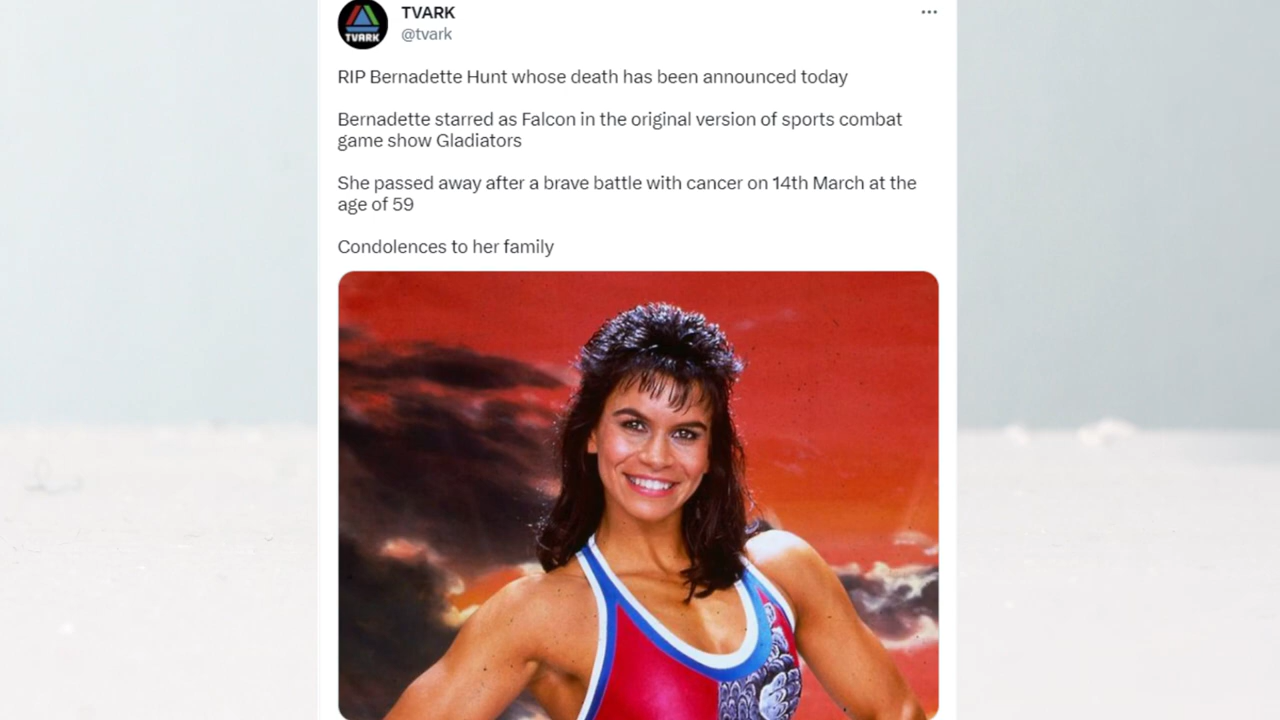 TVARK
@tvark
TVARK
RIP Bernadette Hunt whose death has been announced today
Bernadette starred as Falcon in the original version of sports combat
game show Gladiators
She passed away after a brave battle with cancer on 14th March at the
age of 59
Condolences to her family